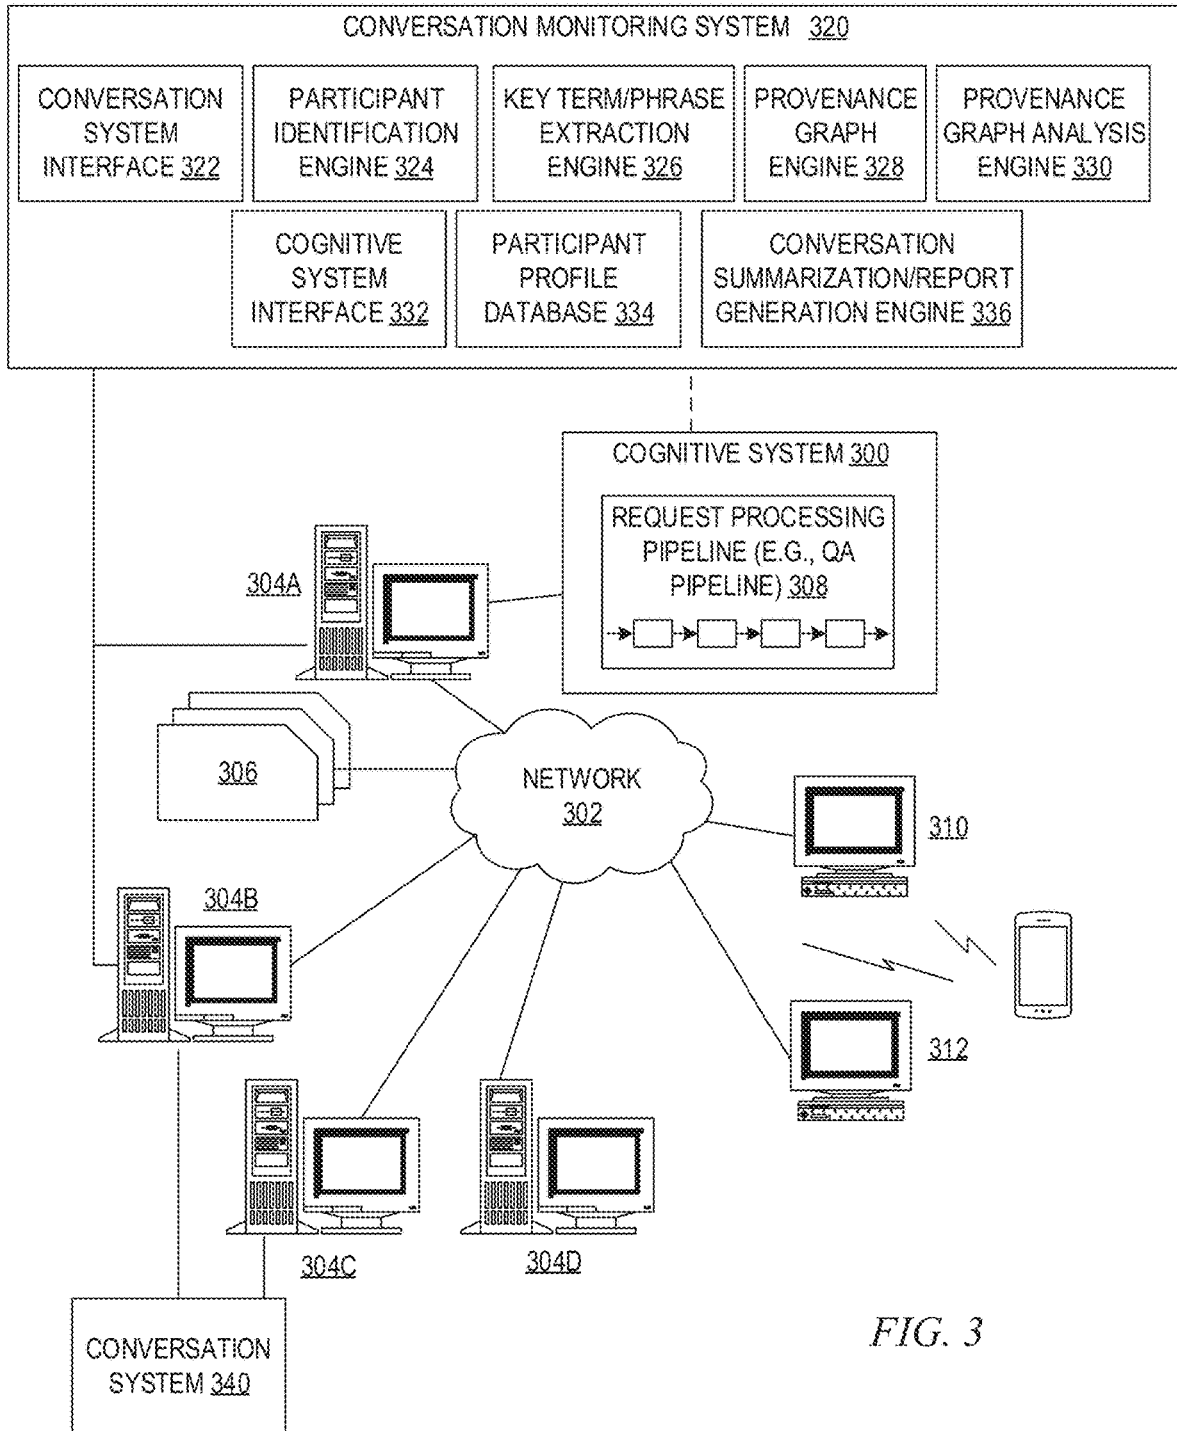 CONVERSATION MONITORING SYSTEM 320
CONVERSATION
SYSTEM
INTERFACE 322
PARTICIPANT
IDENTIFICATION
ENGINE 324
KEY TERM/PHRASE
EXTRACTION
ENGINE 326
PROVENANCE
GRAPH
ENGINE 328
PROVENANCE
GRAPH ANALYSIS
ENGINE 330
COGNITIVE
SYSTEM
INTERFACE 332
PARTICIPANT
PROFILE
DATABASE 334
CONVERSATION
SUMMARIZATION/REPORT
GENERATION ENGINE 336
COGNITIVE SYSTEM 300
REQUEST PROCESSING
PIPELINE (E.G., QA
PIPELINE) 308
304A
306
NETWORK
302
310
304B
312
304C
304D
CONVERSATION
SYSTEM 340
FIG. 3